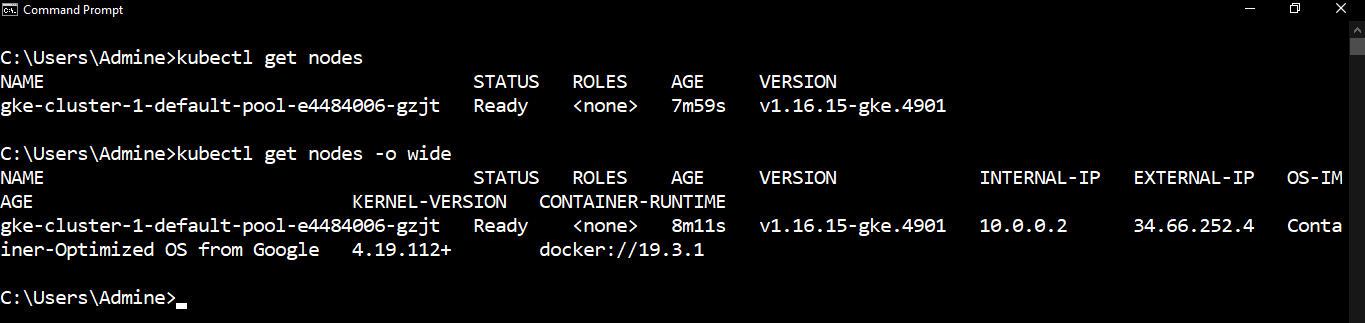 Command Prompt
C:\Users\Admine>kubectl get nodes
NAME                                       STATUS   ROLES    AGE     VERSION
gke-cluster-1-default-pool-e4484006-gzjt   Ready    <none>   7m59s   v1.16.15-gke.4901
C:\Users\Admine>kubectl get nodes -o wide
NAME                                       STATUS   ROLES    AGE     VERSION             INTERNAL-IP   EXTERNAL-IP   OS-IM
AGE                             KERNEL-VERSION   CONTAINER-RUNTIME
gke-cluster-1-default-pool-e4484006-gzjt   Ready    <none>   8m11s   v1.16.15-gke.4901   10.0.0.2      34.66.252.4   Conta
iner-Optimized OS from Google   4.19.112+        docker://19.3.1
C:\Users\Admine>